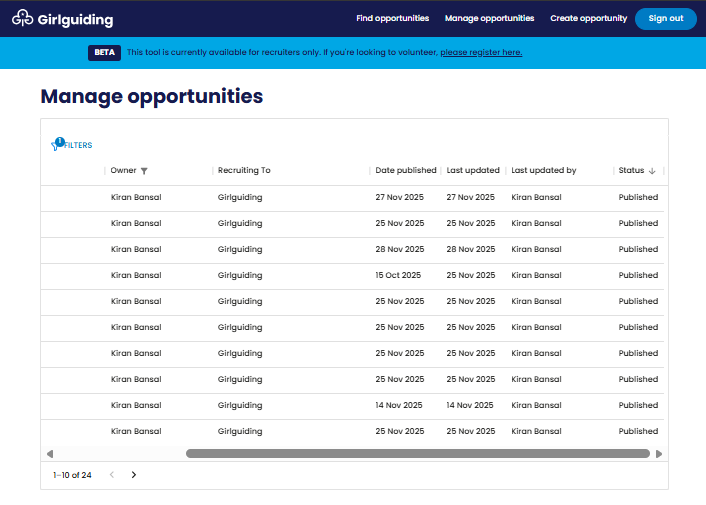 Girlguiding Find opportunities Manage opportunities Create opportunity Sign out
BETA This tool is currently available for recruiters only. If you're looking to volunteer, please register here.
Manage opportunities
1 FILTERS
Owner Recruiting To Date published Last updated Last updated by Status
Kiran Bansal Girlguiding 27 Nov 2025 27 Nov 2025 Kiran Bansal Published
Kiran Bansal Girlguiding 25 Nov 2025 25 Nov 2025 Kiran Bansal Published
Kiran Bansal Girlguiding 28 Nov 2025 28 Nov 2025 Kiran Bansal Published
Kiran Bansal Girlguiding 15 Oct 2025 25 Nov 2025 Kiran Bansal Published
Kiran Bansal Girlguiding 25 Nov 2025 25 Nov 2025 Kiran Bansal Published
Kiran Bansal Girlguiding 25 Nov 2025 25 Nov 2025 Kiran Bansal Published
Kiran Bansal Girlguiding 25 Nov 2025 25 Nov 2025 Kiran Bansal Published
Kiran Bansal Girlguiding 25 Nov 2025 25 Nov 2025 Kiran Bansal Published
Kiran Bansal Girlguiding 14 Nov 2025 14 Nov 2025 Kiran Bansal Published
Kiran Bansal Girlguiding 25 Nov 2025 25 Nov 2025 Kiran Bansal Published
1–10 of 24